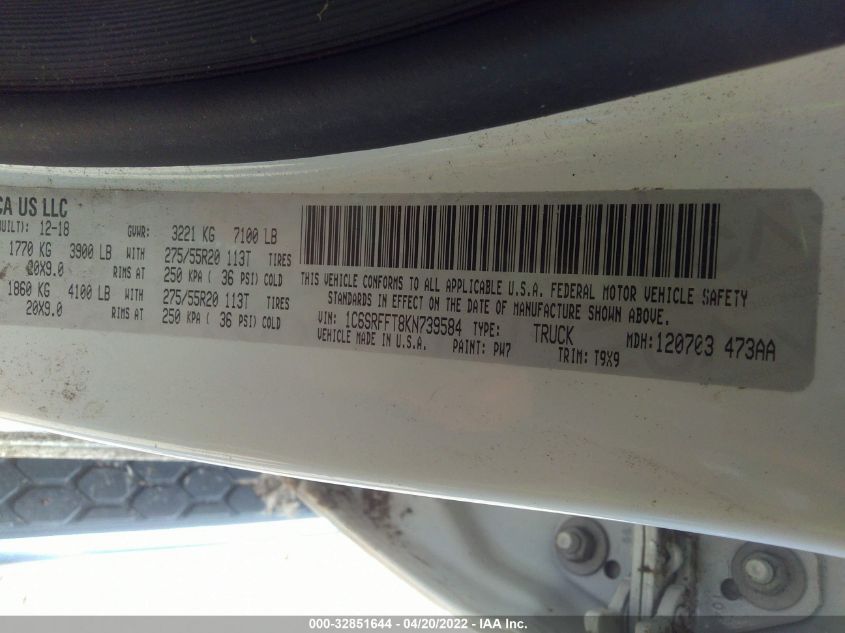 CA US LLC
UILT): 12-18 GVWR: 3221 KG 7100 LB
1770 KG 3900 LB WITH 275/55R20 113T TIRES
20X9.0 RIMS AT 250 KPA ( 36 PSI) COLD
1860 KG 4100 LB WITH 275/55R20 113T TIRES
20X9.0 RIMS AT 250 KPA ( 36 PSI) COLD
THIS VEHICLE CONFORMS TO ALL APPLICABLE U.S.A. FEDERAL MOTOR VEHICLE SAFETY
STANDARDS IN EFFECT ON THE DATE OF MANUFACTURE SHOWN ABOVE.
VIN: 1C6SRFFT8KN739584 TYPE: TRUCK MDH: 120703 473AA
VEHICLE MADE IN U.S.A. PAINT: PW7 TRIM: T9X9
000-32851644 - 04/20/2022 - IAA Inc.